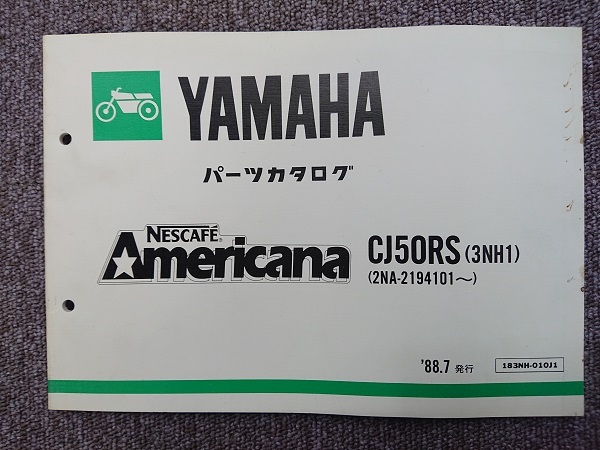 YAMAHA
パーツカタログ
NESCAFÉ®
Americana
CJ50RS (3NH1)
(2NA-2194101〜)
'88.7 発行
183NH-010J1